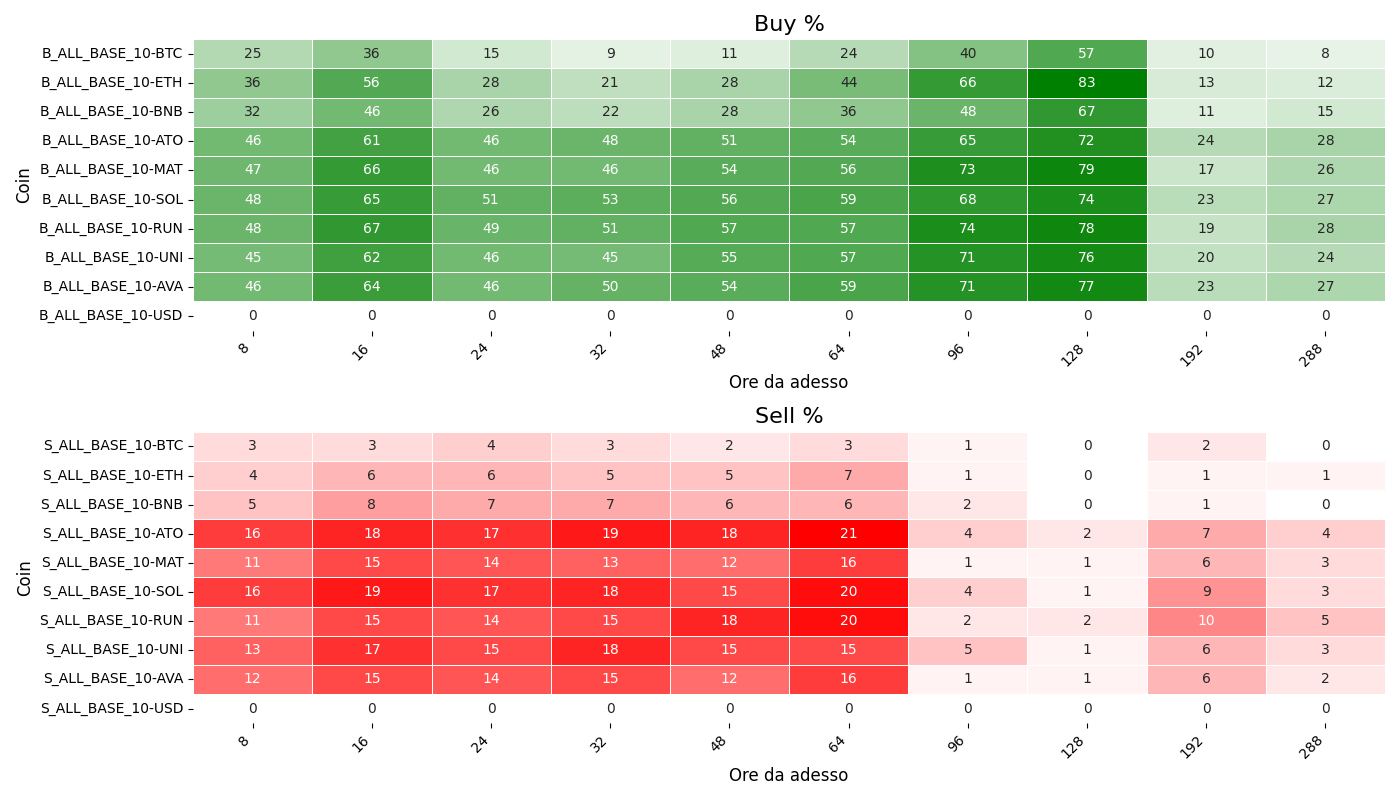 Buy %
Coin
B_ALL_BASE_10-BTC 25 36 15 9 11 24 40 57 10 8
B_ALL_BASE_10-ETH 36 56 28 21 28 44 66 83 13 12
B_ALL_BASE_10-BNB 32 46 26 22 28 36 48 67 11 15
B_ALL_BASE_10-ATO 46 61 46 48 51 54 65 72 24 28
B_ALL_BASE_10-MAT 47 66 46 46 54 56 73 79 17 26
B_ALL_BASE_10-SOL 48 65 51 53 56 59 68 74 23 27
B_ALL_BASE_10-RUN 48 67 49 51 57 57 74 78 19 28
B_ALL_BASE_10-UNI 45 62 46 45 55 57 71 76 20 24
B_ALL_BASE_10-AVA 46 64 46 50 54 59 71 77 23 27
B_ALL_BASE_10-USD 0 0 0 0 0 0 0 0 0 0
8 16 24 32 48 64 96 128 192 288
Ore da adesso
Sell %
Coin
S_ALL_BASE_10-BTC 3 3 4 3 2 3 1 0 2 0
S_ALL_BASE_10-ETH 4 6 6 5 5 7 1 0 1 1
S_ALL_BASE_10-BNB 5 8 7 7 6 6 2 0 1 0
S_ALL_BASE_10-ATO 16 18 17 19 18 21 4 2 7 4
S_ALL_BASE_10-MAT 11 15 14 13 12 16 1 1 6 3
S_ALL_BASE_10-SOL 16 19 17 18 15 20 4 1 9 3
S_ALL_BASE_10-RUN 11 15 14 15 18 20 2 2 10 5
S_ALL_BASE_10-UNI 13 17 15 18 15 15 5 1 6 3
S_ALL_BASE_10-AVA 12 15 14 15 12 16 1 1 6 2
S_ALL_BASE_10-USD 0 0 0 0 0 0 0 0 0 0
8 16 24 32 48 64 96 128 192 288
Ore da adesso